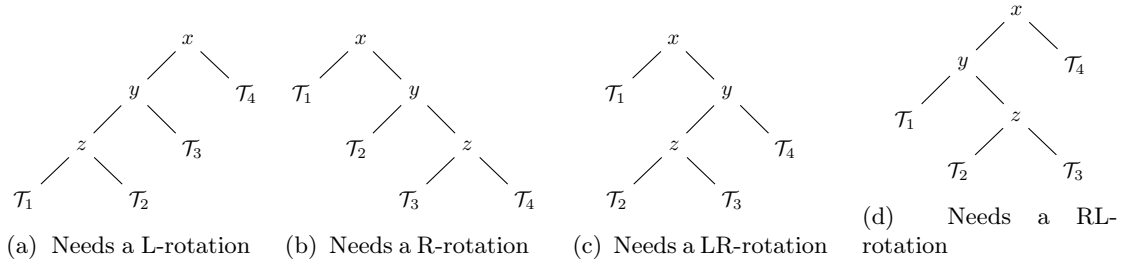 x
x
x
x
y
𝒯4
𝒯1
y
𝒯1
y
y
𝒯4
z
𝒯3
𝒯2
z
z
𝒯4
𝒯1
z
𝒯1
𝒯2
𝒯3
𝒯4
𝒯2
𝒯3
𝒯2
𝒯3
(a) Needs a L-rotation
(b) Needs a R-rotation
(c) Needs a LR-rotation
(d) Needs a RL-
rotation